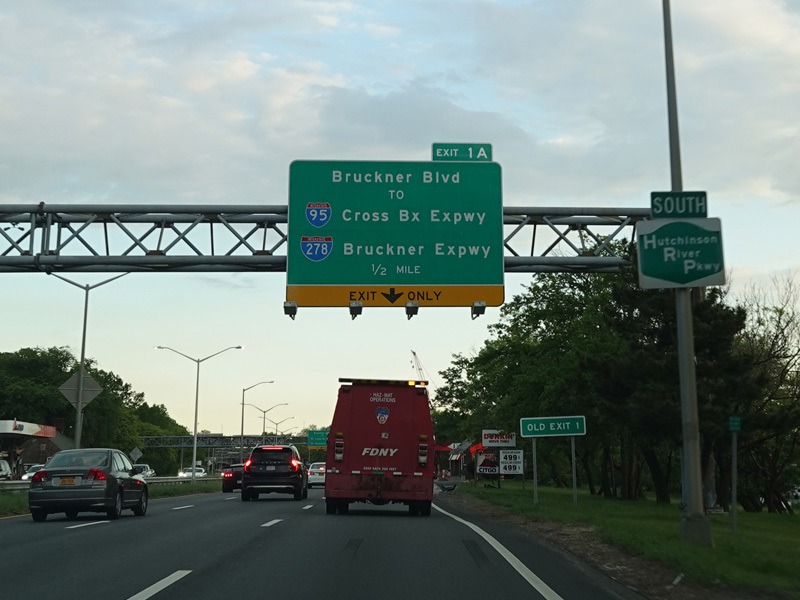 EXIT 1A
Bruckner Blvd
TO
95 Cross Bx Expwy
278 Bruckner Expwy
1/2 MILE
EXIT ONLY
SOUTH
Hutchinson
River
Pkwy
OLD EXIT 1
HAZ-MAT
OPERATIONS
FDNY
DUNKIN'
CITGO
499
499